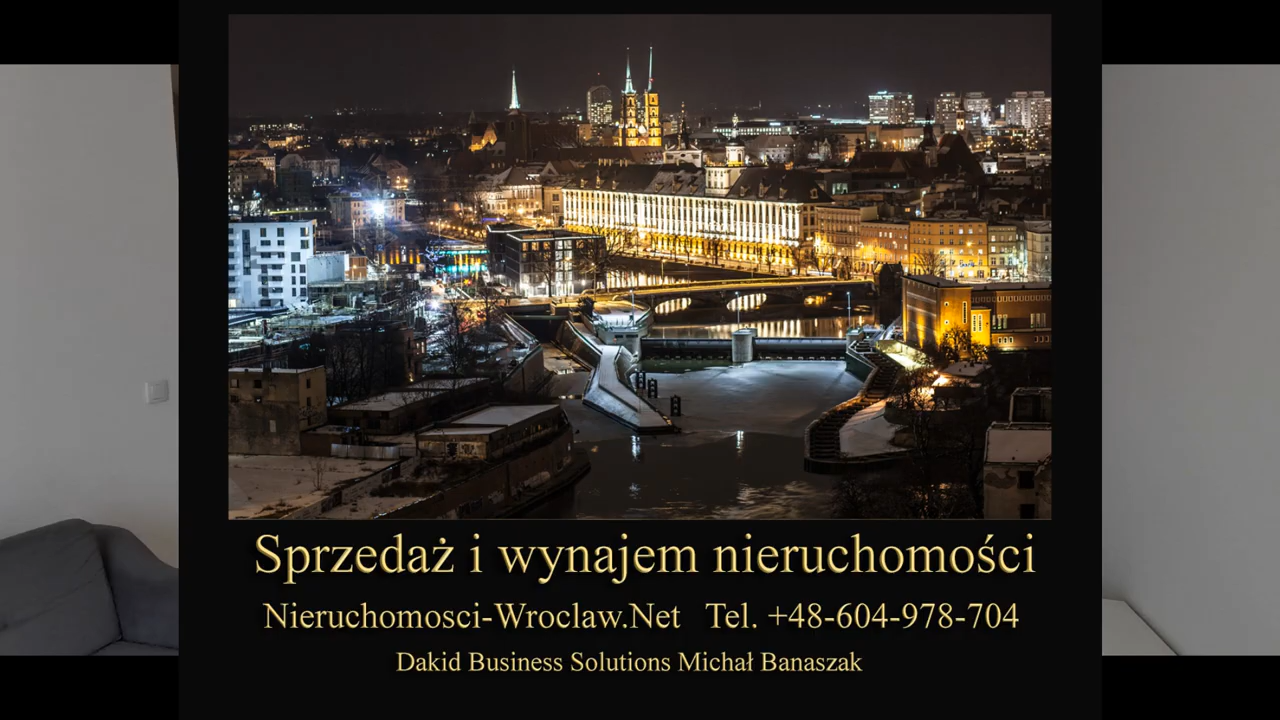 Sprzedaż i wynajem nieruchomości
Nieruchomosci-Wroclaw.Net Tel. +48-604-978-704
Dakid Business Solutions Michał Banaszak